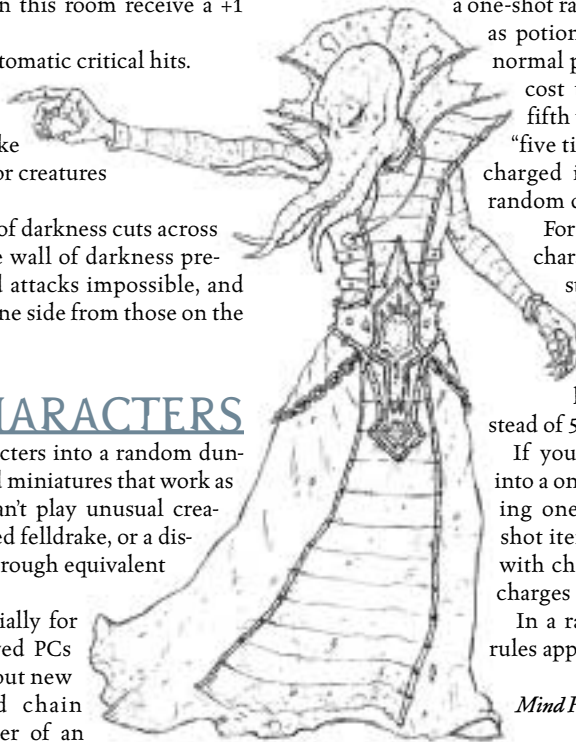 n this room receive a +1
tomatic critical hits.
ke
or creatures
of darkness cuts across
e wall of darkness pre-
d attacks impossible, and
ne side from those on the
ARACTERS
cters into a random dun-
d miniatures that work as
an't play unusual crea-
ed felldrake, or a dis-
rough equivalent
ially for
ved PCs
out new
d chain
er of an
a one-shot ra
as potion
normal p
cost
fifth
“five ti
charged i
random
For
char
su
stead of 5
If you
into a on
ing one
shot ite
with ch
charges
In a ra
rules app
Mind